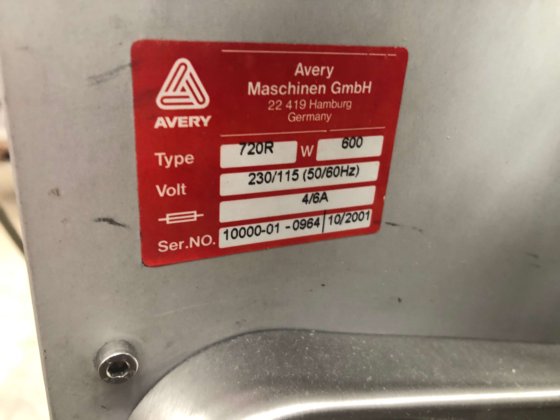 Avery
Maschinen GmbH
22 419 Hamburg
Germany
AVERY
Type 720R W 600
Volt 230/115 (50/60Hz)
4/6A
Ser.NO. 10000-01 -0964 10/2001